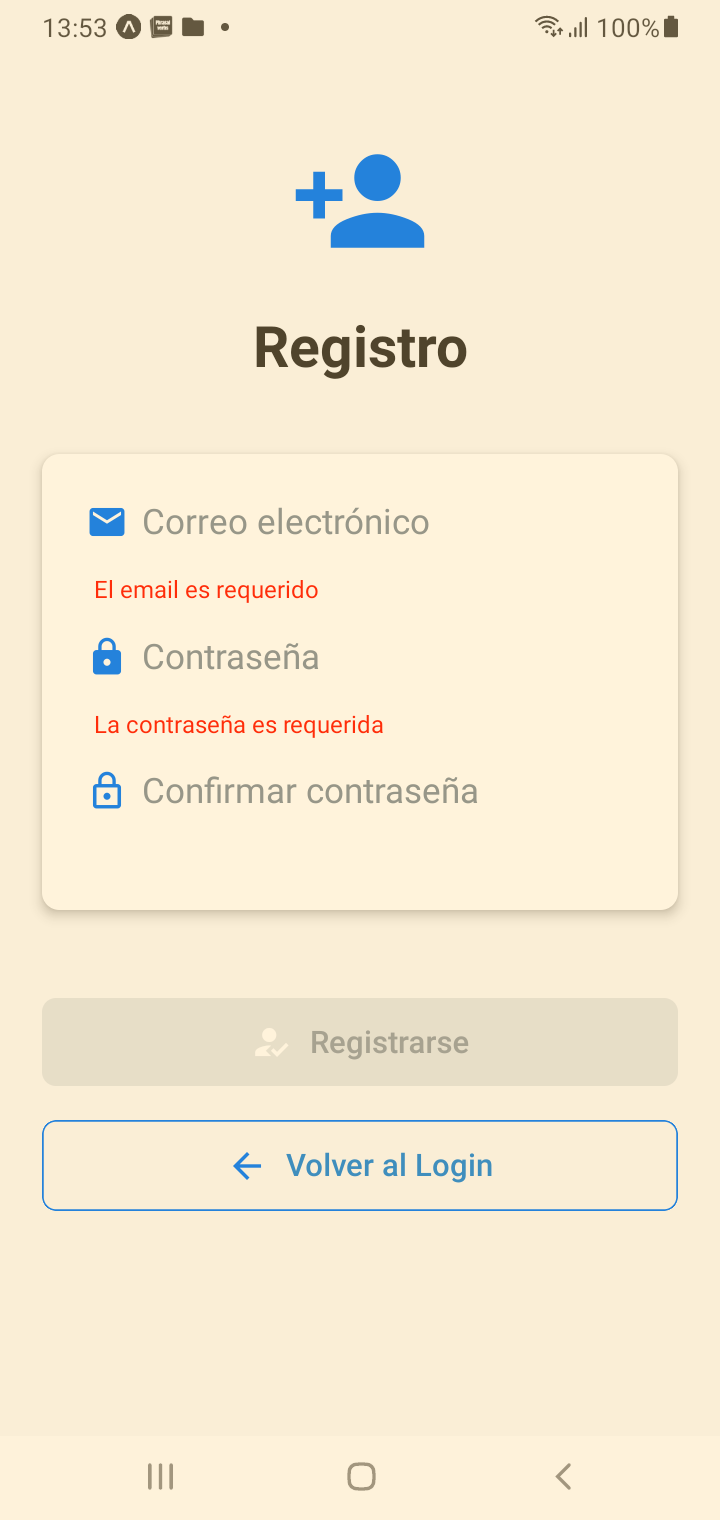 13:53 100%
Registro
Correo electrónico
El email es requerido
Contraseña
La contraseña es requerida
Confirmar contraseña
Registrarse
Volver al Login